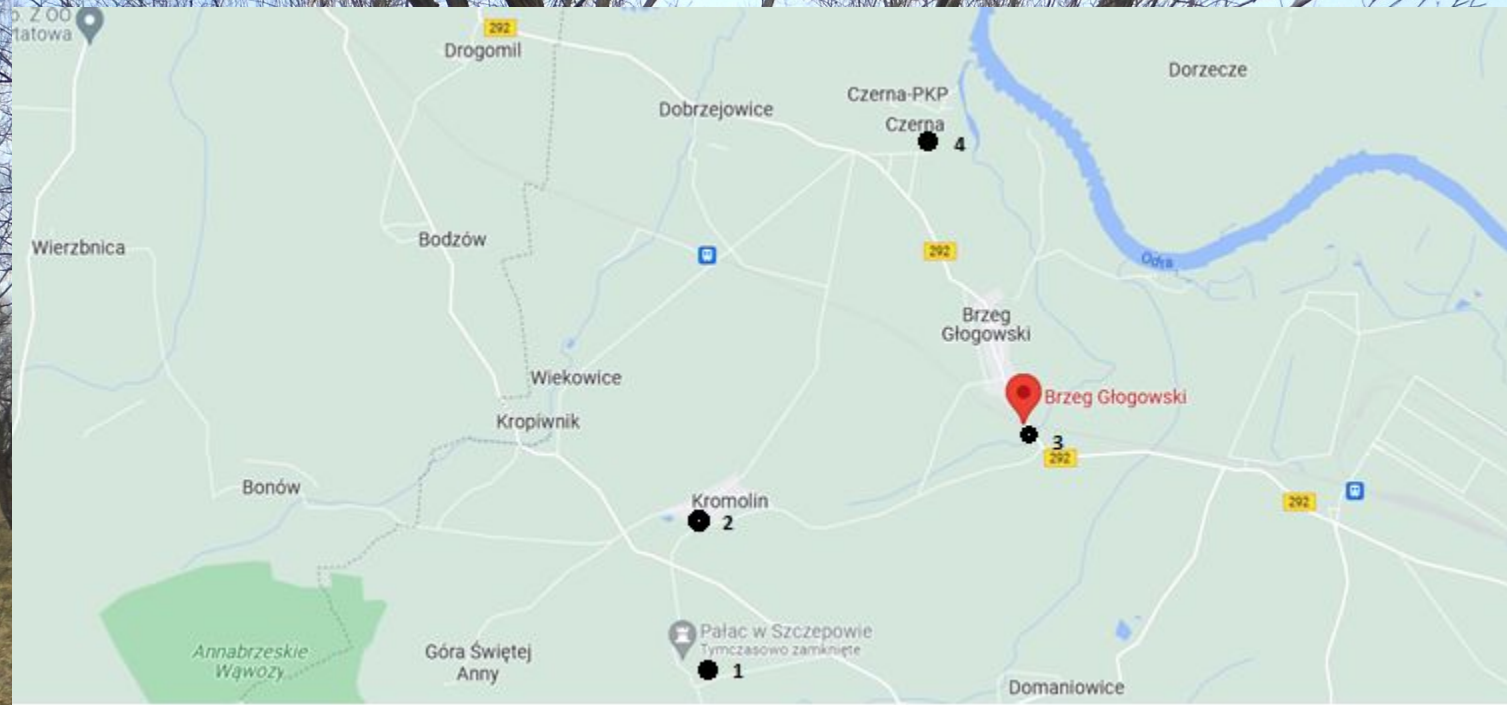 292
Drogomil
Dorzecze
Czerna-PKP
Dobrzejowice
Czerna
4
Wierzbnica
Bodzów
292
Odra
Brzeg
Głogowski
Wiekowice
Brzeg Głogowski
Kropiwnik
3
292
Bonów
Kromolin
2
292
Pałac w Szczepowie
Tymczasowo zamknięte
Annabrzeskie
Wąwozy
Góra Świętej
Anny
1
Domaniowice